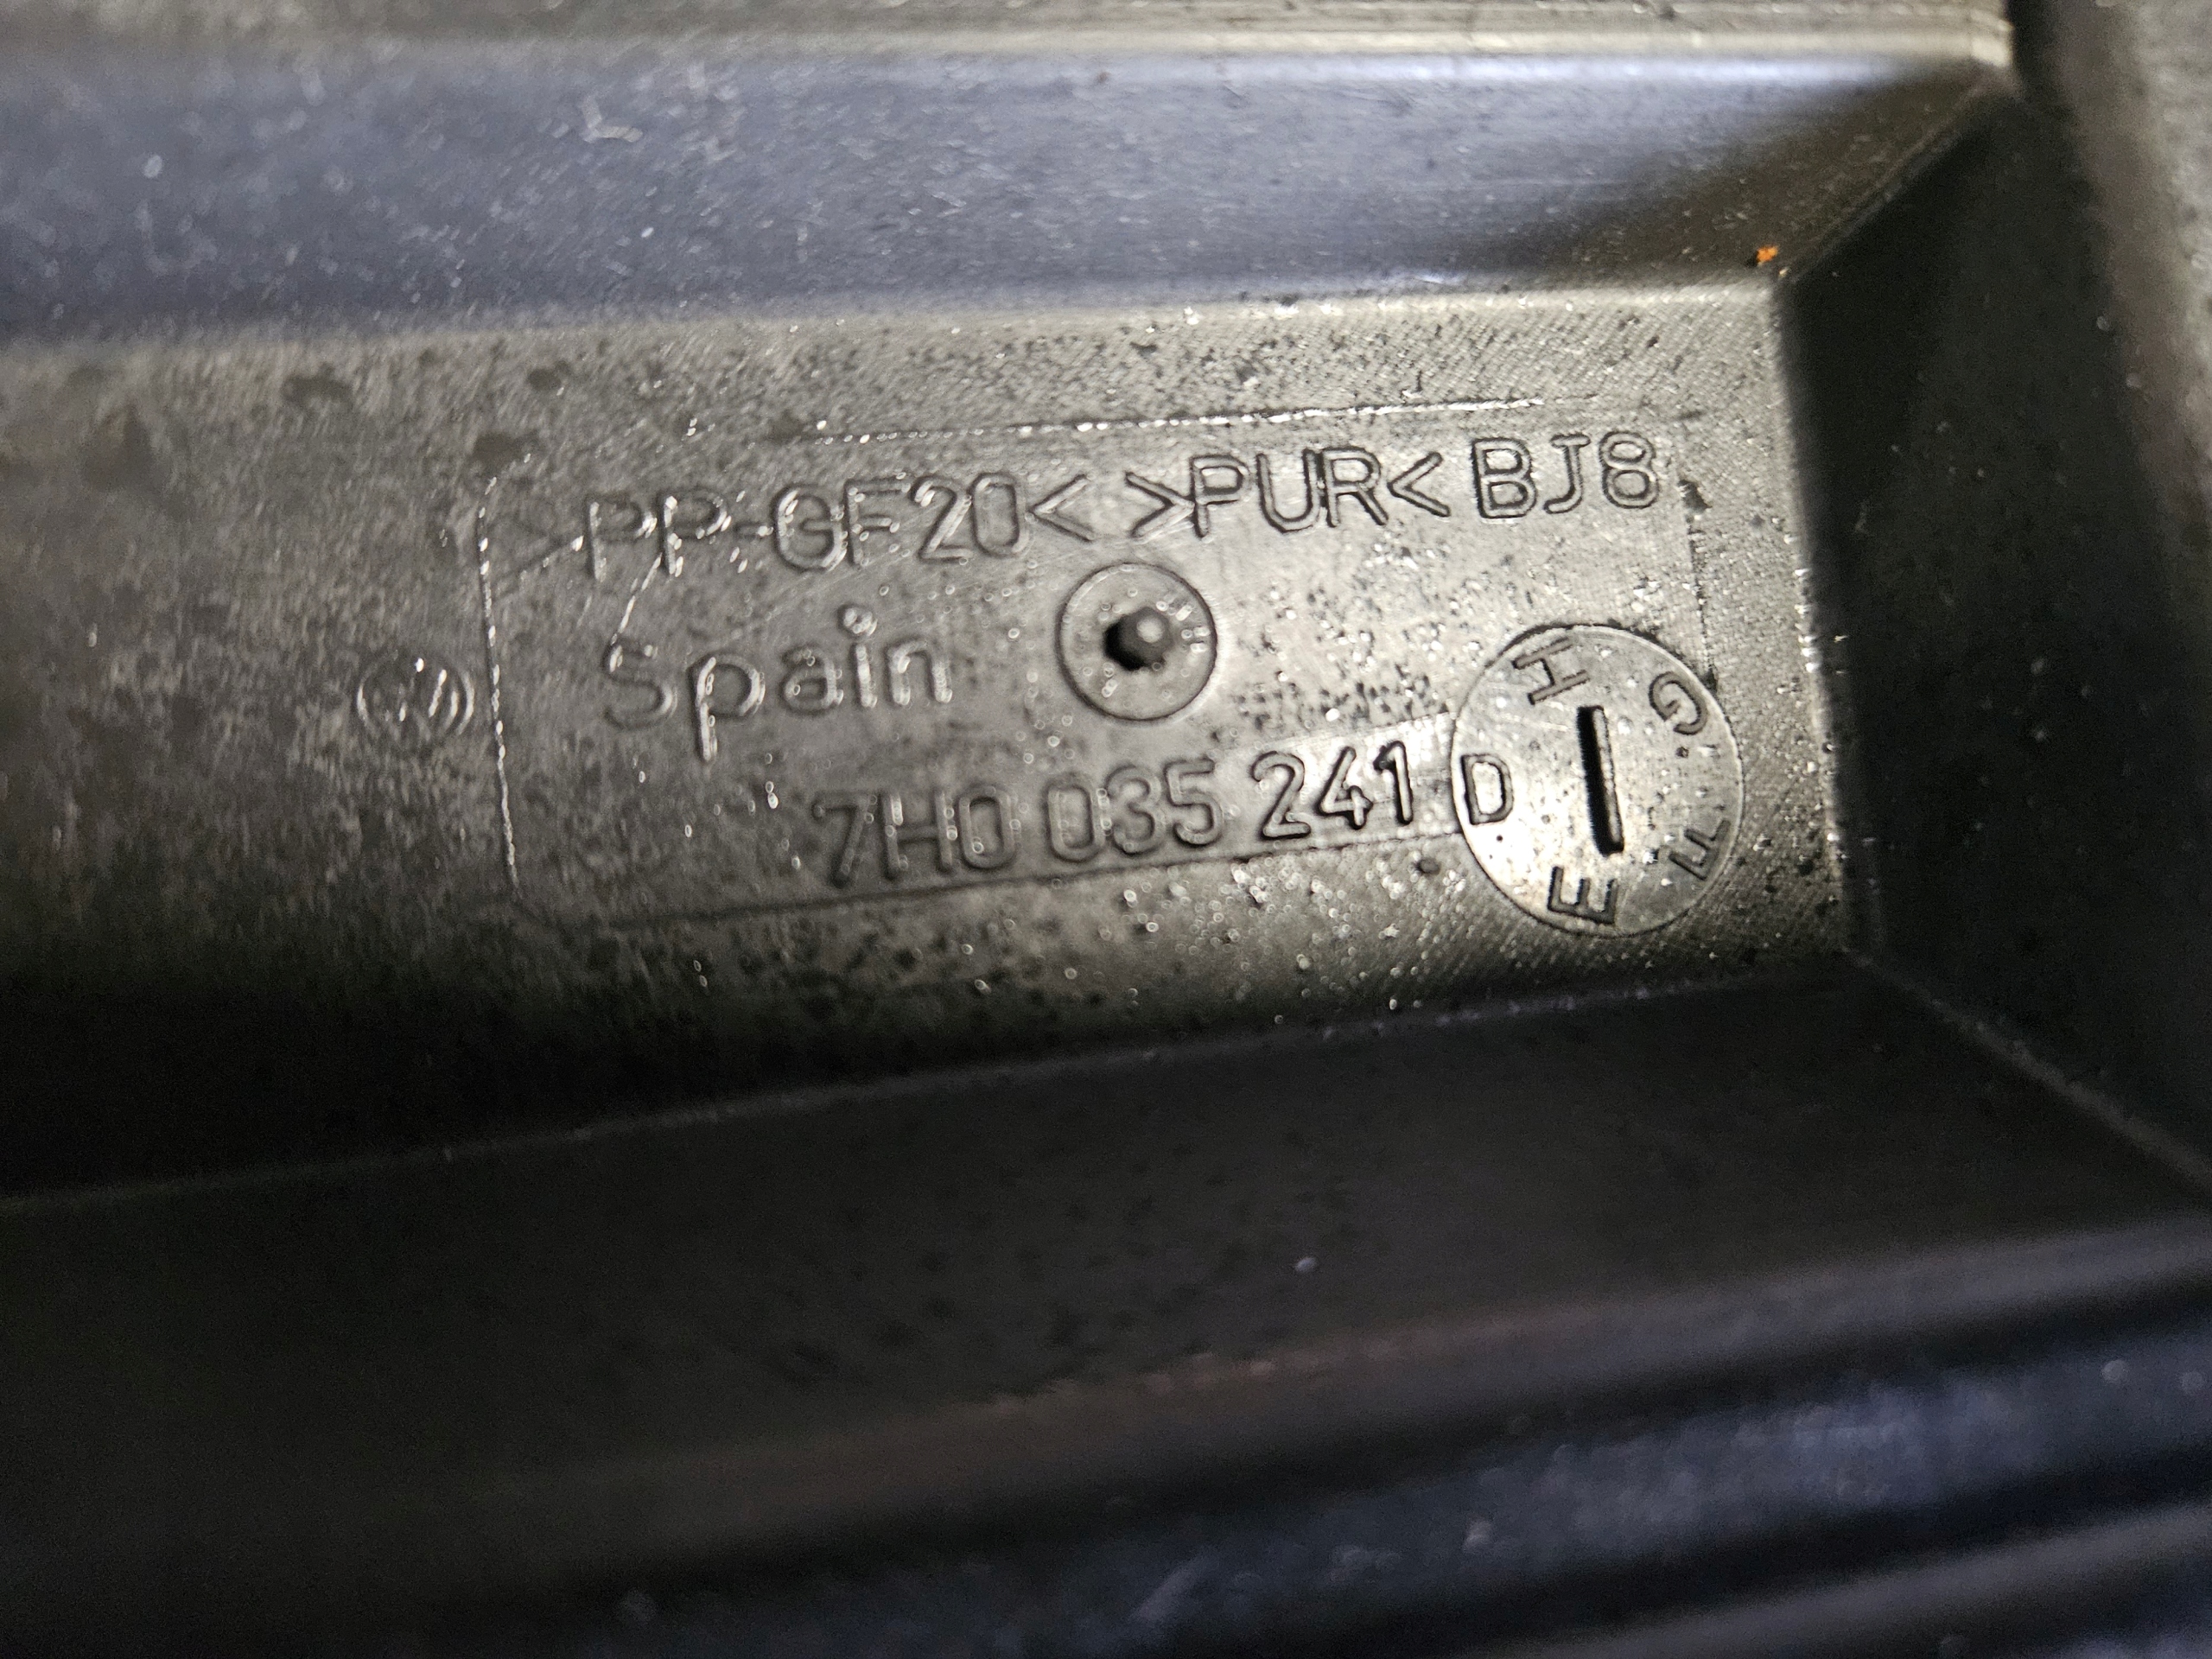 >PP-GF20< >PUR< BJ8
Spain
7H0 035 241 D
H
G
F
E